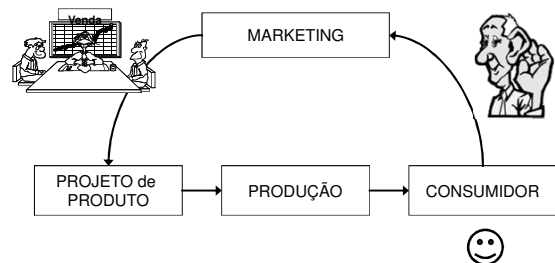 Venda
MARKETING
PROJETO de
PRODUTO
PRODUÇÃO
CONSUMIDOR